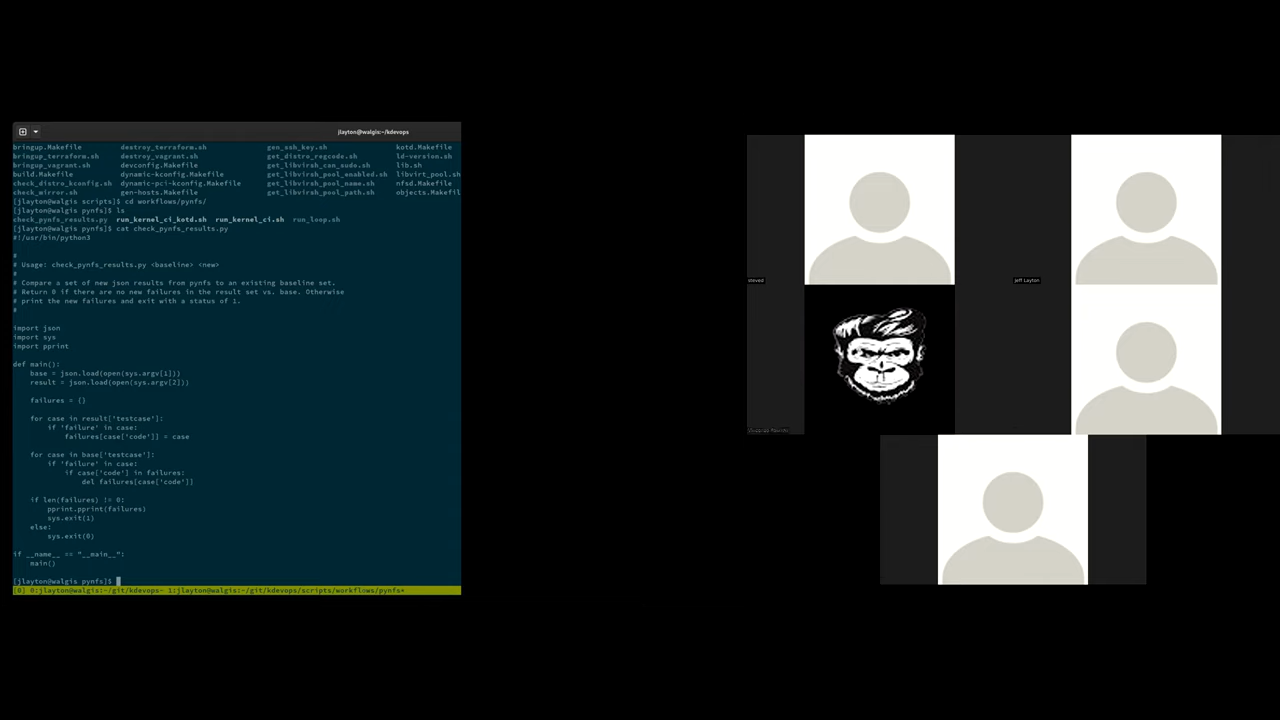 jlayton@walgis:~/kdevops
bringup.Makefile destroy_terraform.sh gen_ssh_key.sh kotd.Makefile
bringup_terraform.sh destroy_vagrant.sh get_distro_regcode.sh ld-version.sh
bringup_vagrant.sh devconfig.Makefile get_libvirsh_can_sudo.sh lib.sh
build.Makefile dynamic-kconfig.Makefile get_libvirsh_pool_enabled.sh libvirt_pool.sh
check_distro_kconfig.sh dynamic-pci-kconfig.Makefile get_libvirsh_pool_name.sh nfsd.Makefile
check_mirror.sh gen-hosts.Makefile get_libvirsh_pool_path.sh objects.Makefil
[jlayton@walgis scripts]$ cd workflows/pynfs/
[jlayton@walgis pynfs]$ ls
check_pynfs_results.py run_kernel_ci_kotd.sh run_kernel_ci.sh run_loop.sh
[jlayton@walgis pynfs]$ cat check_pynfs_results.py
#!/usr/bin/python3
#
# Usage: check_pynfs_results.py <baseline> <new>
#
# Compare a set of new json results from pynfs to an existing baseline set.
# Return 0 if there are no new failures in the result set vs. base. Otherwise
# print the new failures and exit with a status of 1.
#
import json
import sys
import pprint
def main():
base = json.load(open(sys.argv[1]))
result = json.load(open(sys.argv[2]))
failures = {}
for case in result['testcase']:
if 'failure' in case:
failures[case['code']] = case
for case in base['testcase']:
if 'failure' in case:
if case['code'] in failures:
del failures[case['code']]
if len(failures) != 0:
pprint.pprint(failures)
sys.exit(1)
else:
sys.exit(0)
if __name__ == "__main__":
main()
[jlayton@walgis pynfs]$
[0] 0:jlayton@walgis:~/git/kdevops- 1:jlayton@walgis:~/git/kdevops/scripts/workflows/pynfs*
steved
Jeff Layton